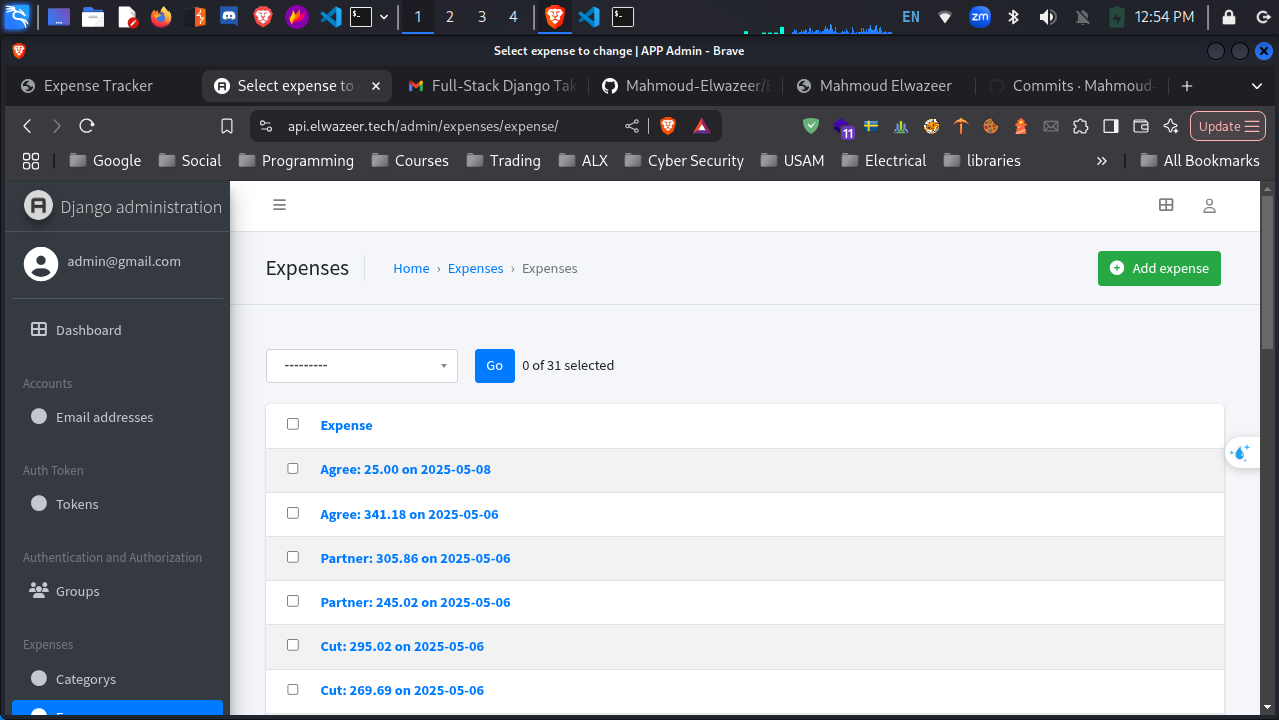 1 2 3 4 EN zm 12:54 PM
Select expense to change | APP Admin - Brave
Expense Tracker Select expense to Full-Stack Django Tak Mahmoud-Elwazeer/ Mahmoud Elwazeer Commits · Mahmoud-
api.elwazeer.tech/admin/expenses/expense/ 11 Update
Google Social Programming Courses Trading ALX Cyber Security USAM Electrical libraries » All Bookmarks
Django administration
admin@gmail.com
Dashboard
Accounts
Email addresses
Auth Token
Tokens
Authentication and Authorization
Groups
Expenses
Categorys
Expenses Home › Expenses › Expenses Add expense
--------- Go 0 of 31 selected
Expense
Agree: 25.00 on 2025-05-08
Agree: 341.18 on 2025-05-06
Partner: 305.86 on 2025-05-06
Partner: 245.02 on 2025-05-06
Cut: 295.02 on 2025-05-06
Cut: 269.69 on 2025-05-06